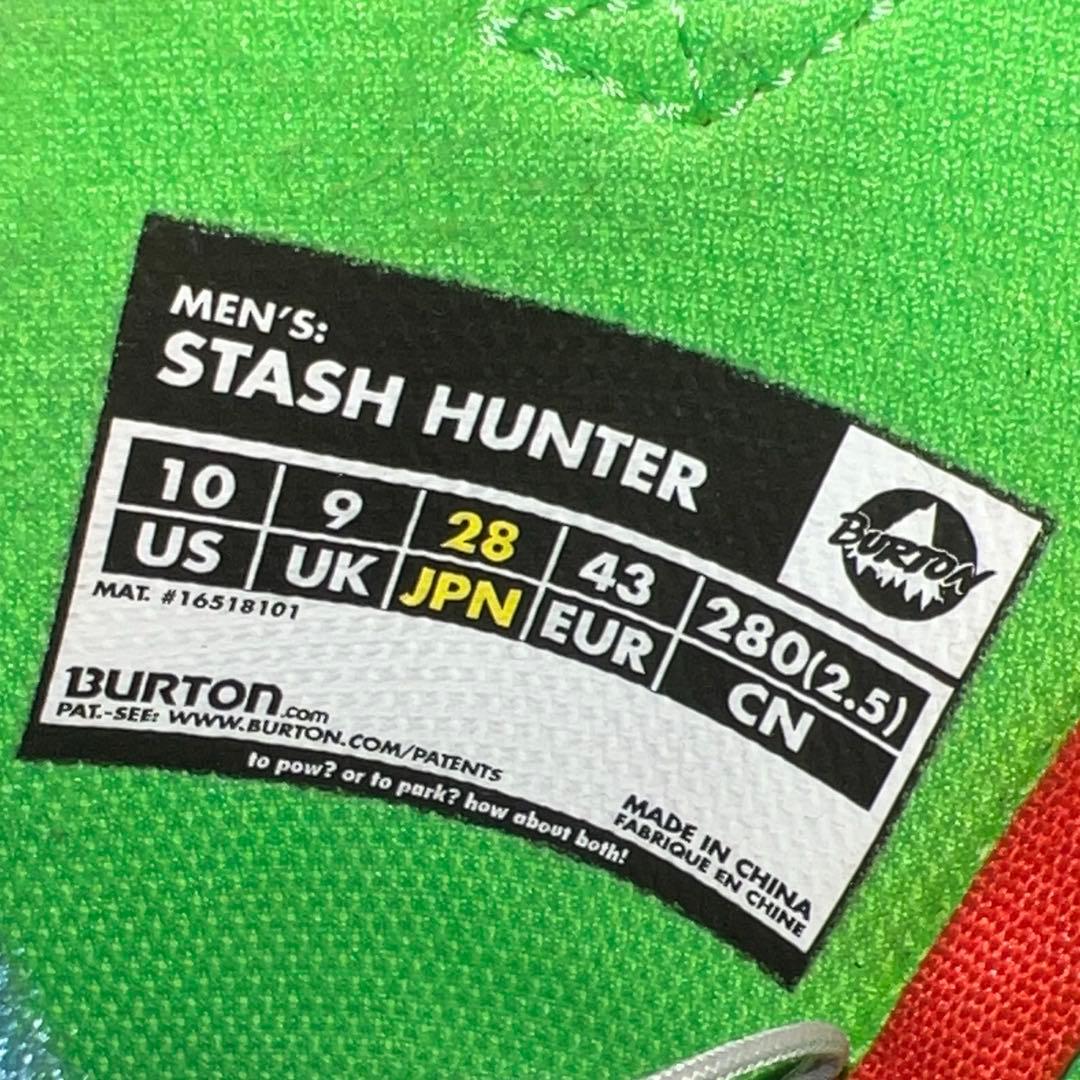 MEN'S:
STASH HUNTER
BURTON
10 9 28 43 280(2.5)
US UK JPN EUR CN
MAT. #16518101
BURTON.com
PAT.-SEE: WWW.BURTON.COM/PATENTS
to pow? or to park? how about both!
MADE IN CHINA
FABRIQUE EN CHINE